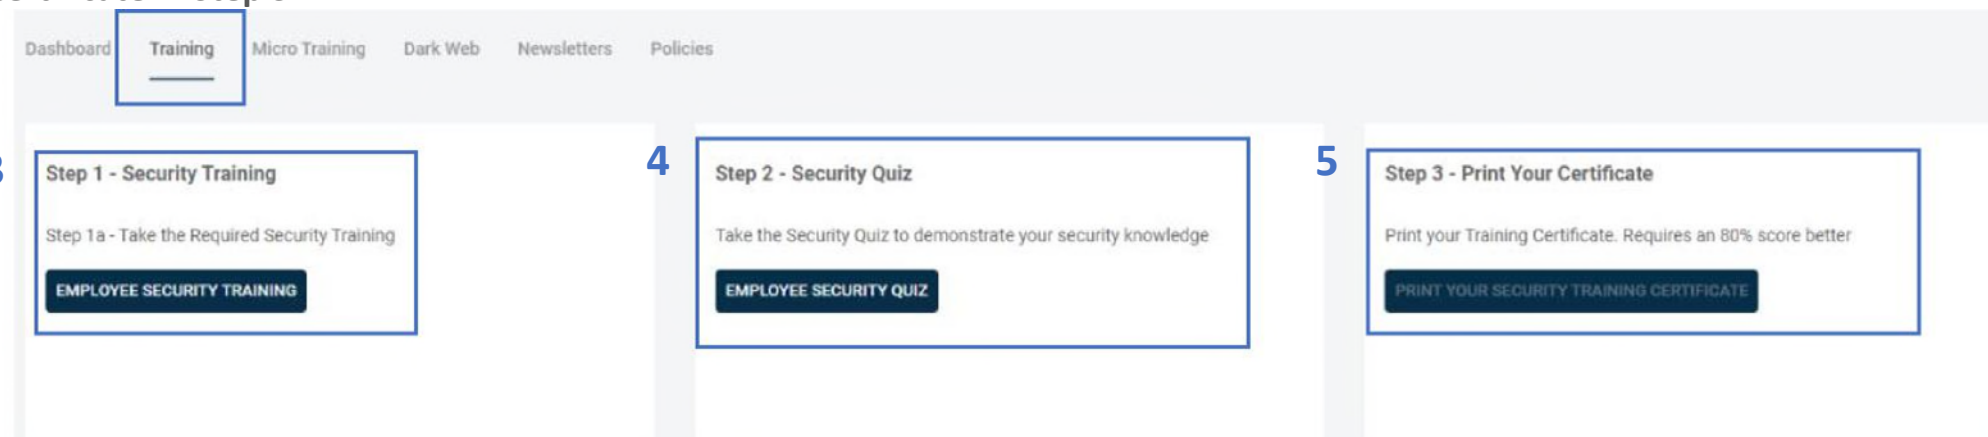 Dashboard Training Micro Training Dark Web Newsletters Policies
3
Step 1 - Security Training
Step 1a - Take the Required Security Training
EMPLOYEE SECURITY TRAINING
4
Step 2 - Security Quiz
Take the Security Quiz to demonstrate your security knowledge
EMPLOYEE SECURITY QUIZ
5
Step 3 - Print Your Certificate
Print your Training Certificate. Requires an 80% score better
PRINT YOUR SECURITY TRAINING CERTIFICATE